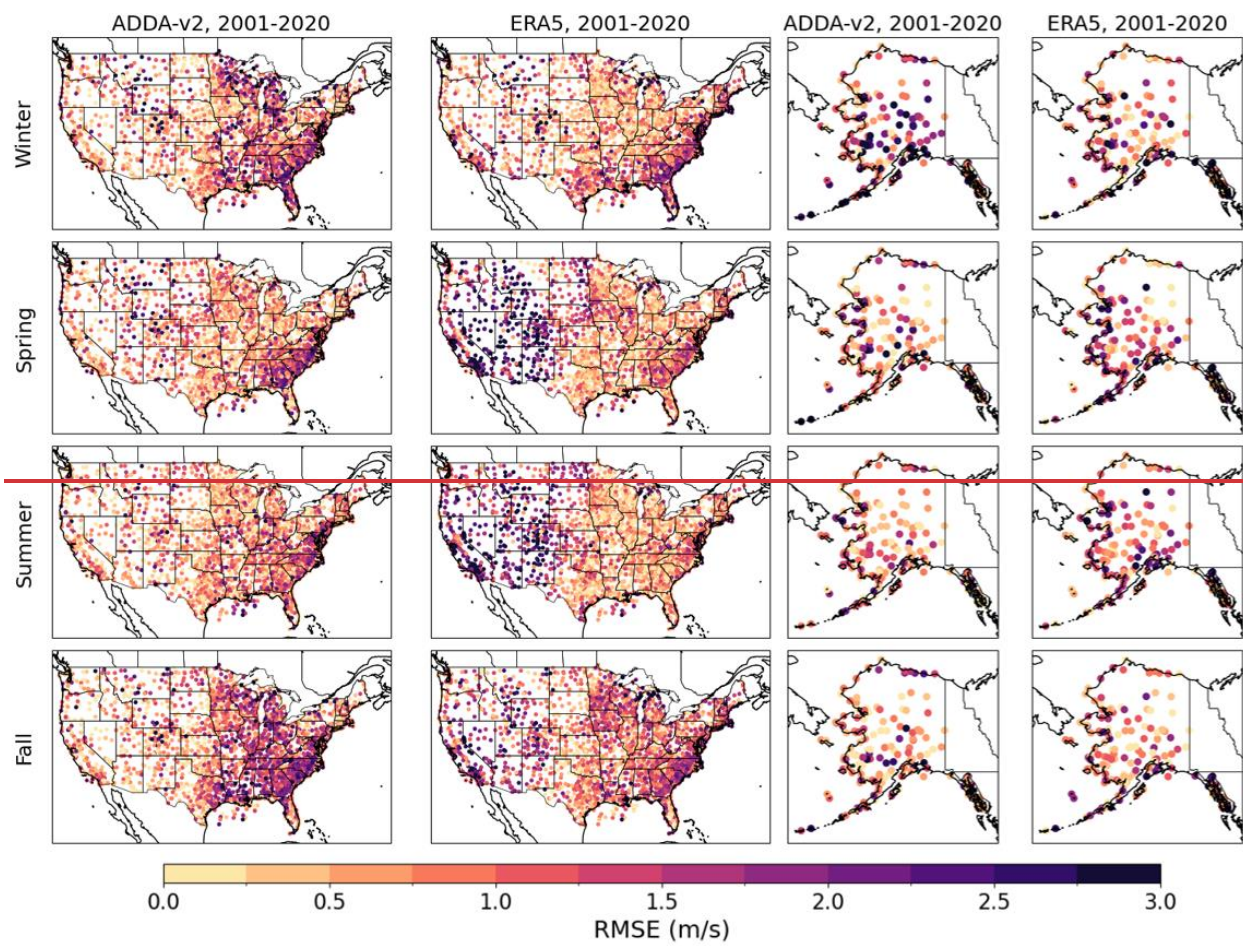 ADDA-v2, 2001-2020 ERA5, 2001-2020 ADDA-v2, 2001-2020 ERA5, 2001-2020
Winter
Spring
Summer
Fall
0.0 0.5 1.0 1.5 2.0 2.5 3.0
RMSE (m/s)